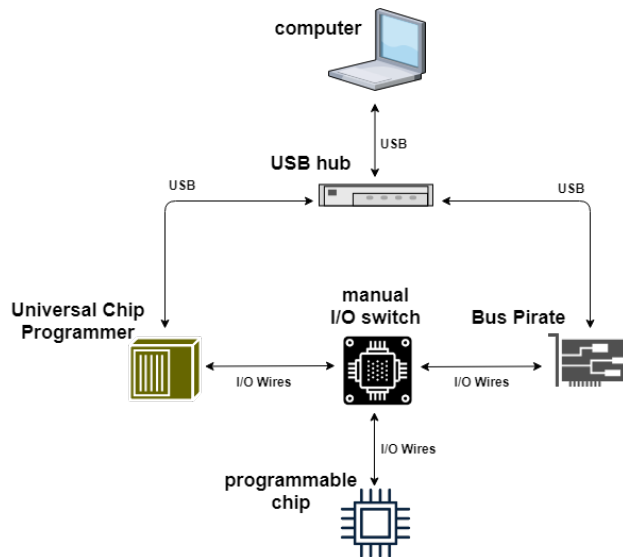 computer
USB
USB hub
USB
USB
Universal Chip
Programmer
manual
I/O switch
Bus Pirate
I/O Wires
I/O Wires
I/O Wires
programmable
chip